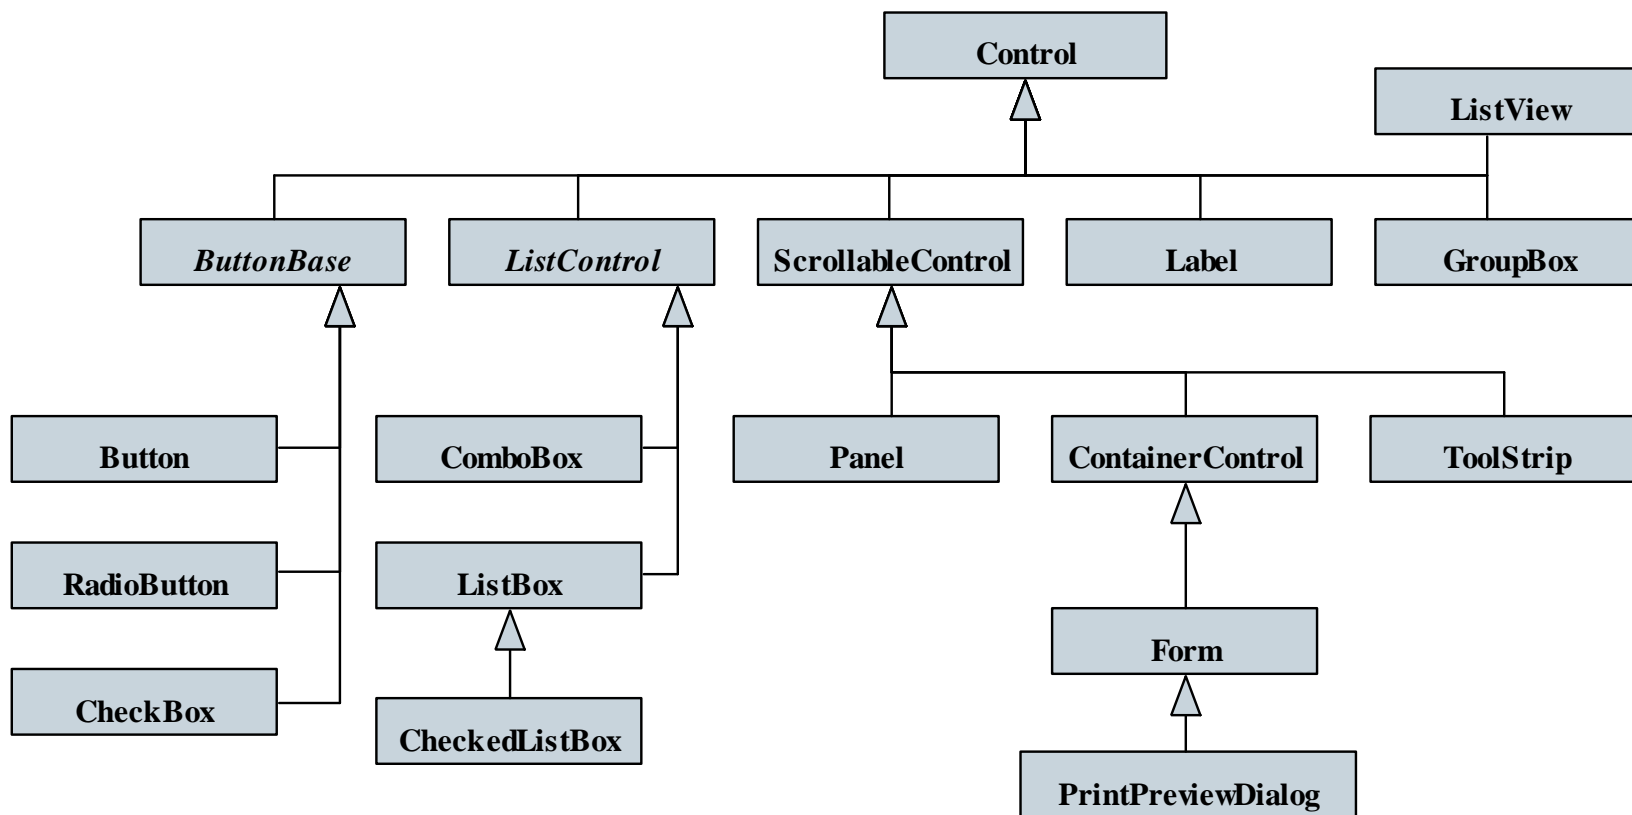 Control
ListView
ButtonBase
ListControl
ScrollableControl
Label
GroupBox
Button
ComboBox
Panel
ContainerControl
ToolStrip
RadioButton
ListBox
Form
CheckBox
CheckedListBox
PrintPreviewDialog